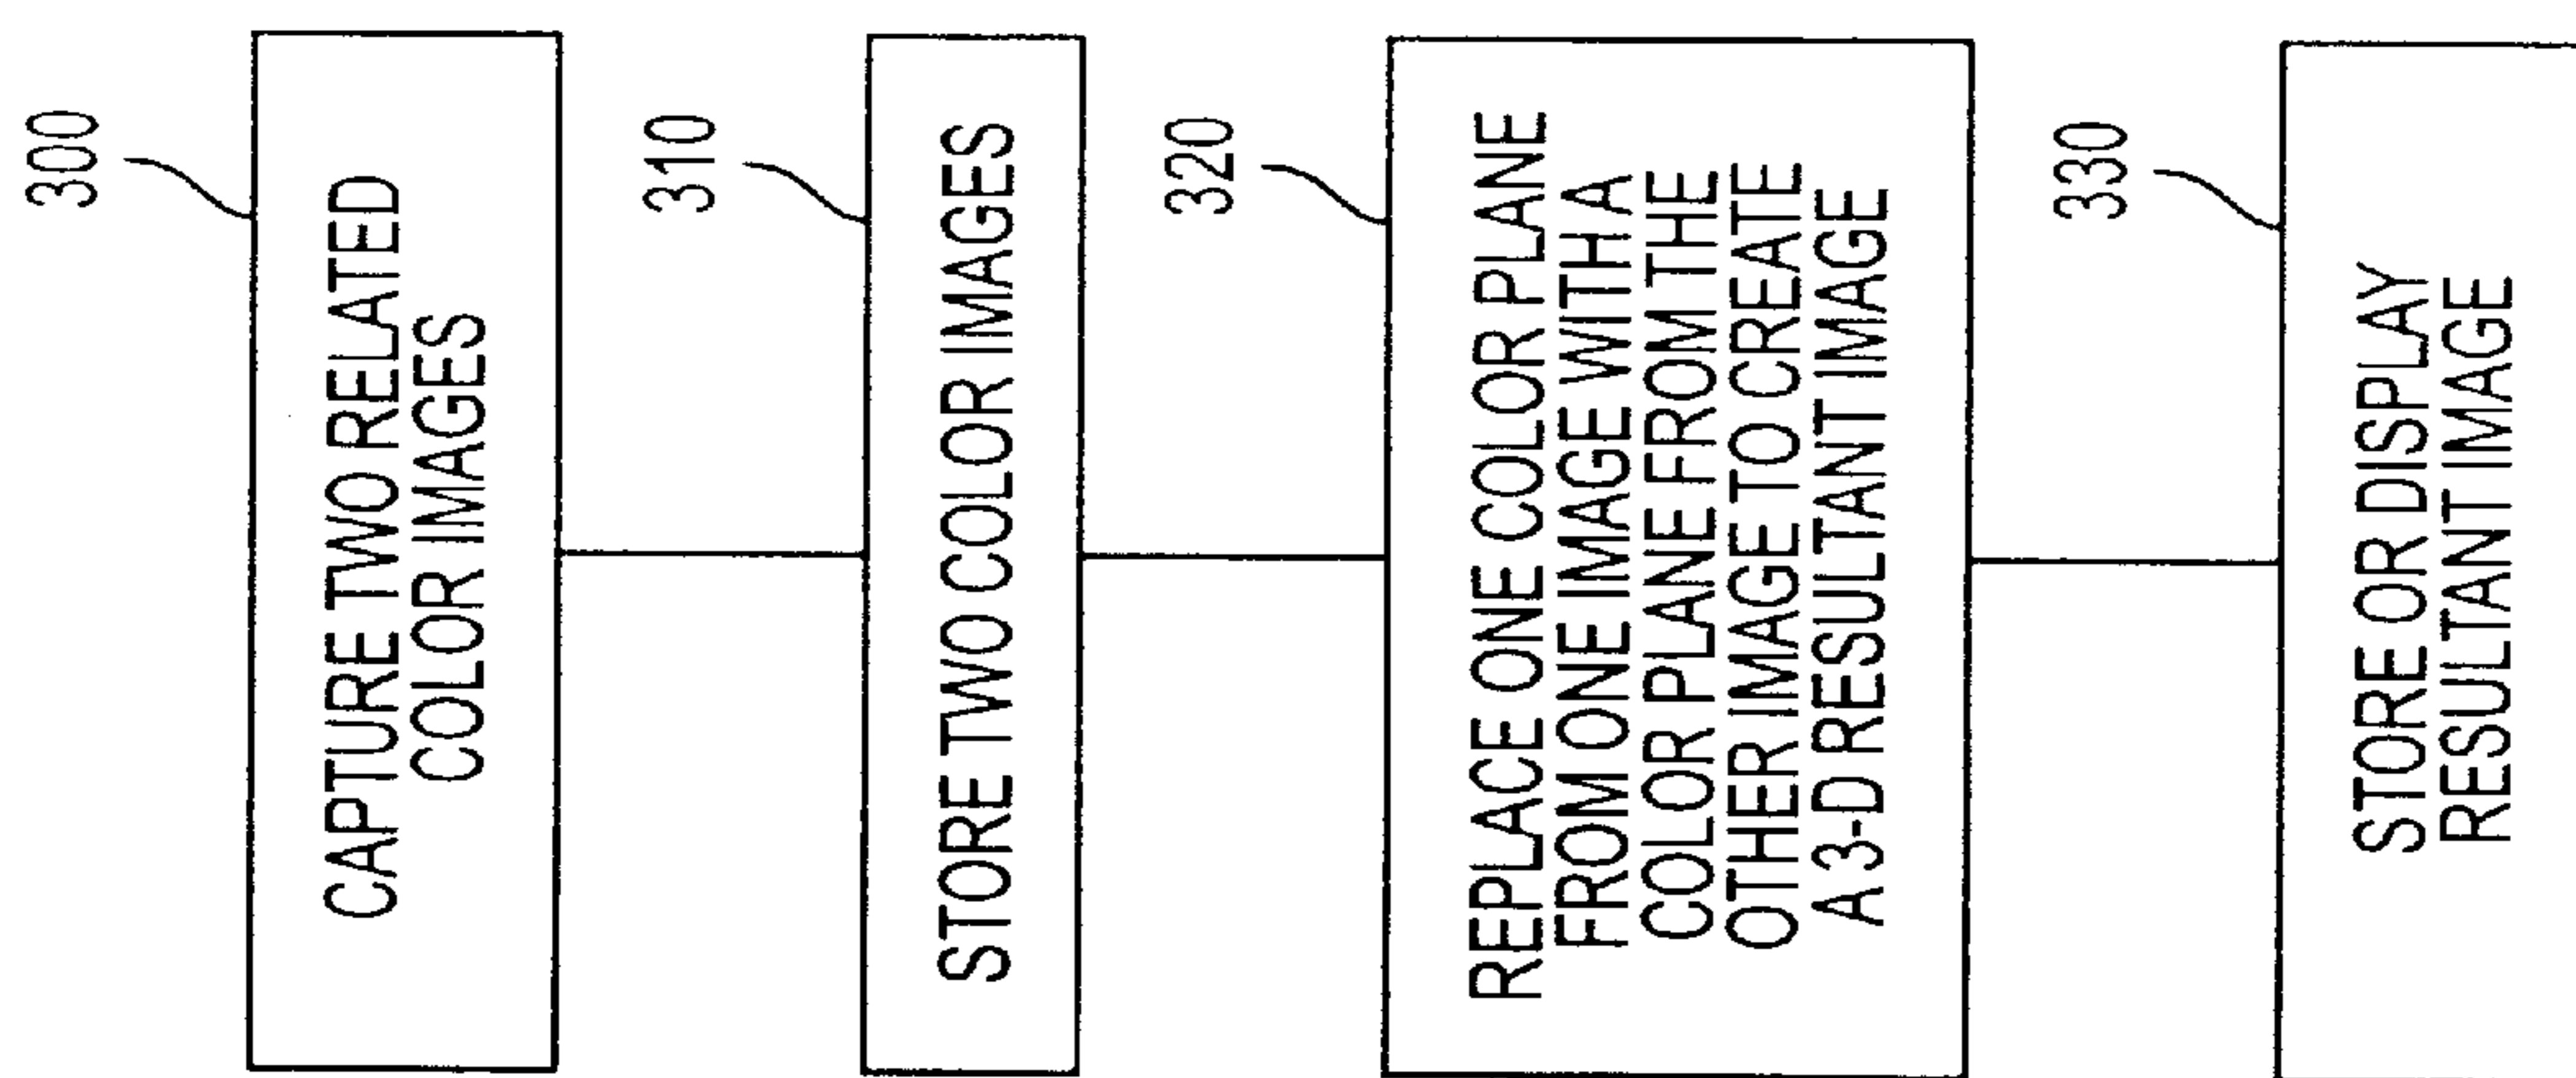 300
CAPTURE TWO RELATED
COLOR IMAGES
310
STORE TWO COLOR IMAGES
320
REPLACE ONE COLOR PLANE
FROM ONE IMAGE WITH A
COLOR PLANE FROM THE
OTHER IMAGE TO CREATE
A 3-D RESULTANT IMAGE
330
STORE OR DISPLAY
RESULTANT IMAGE